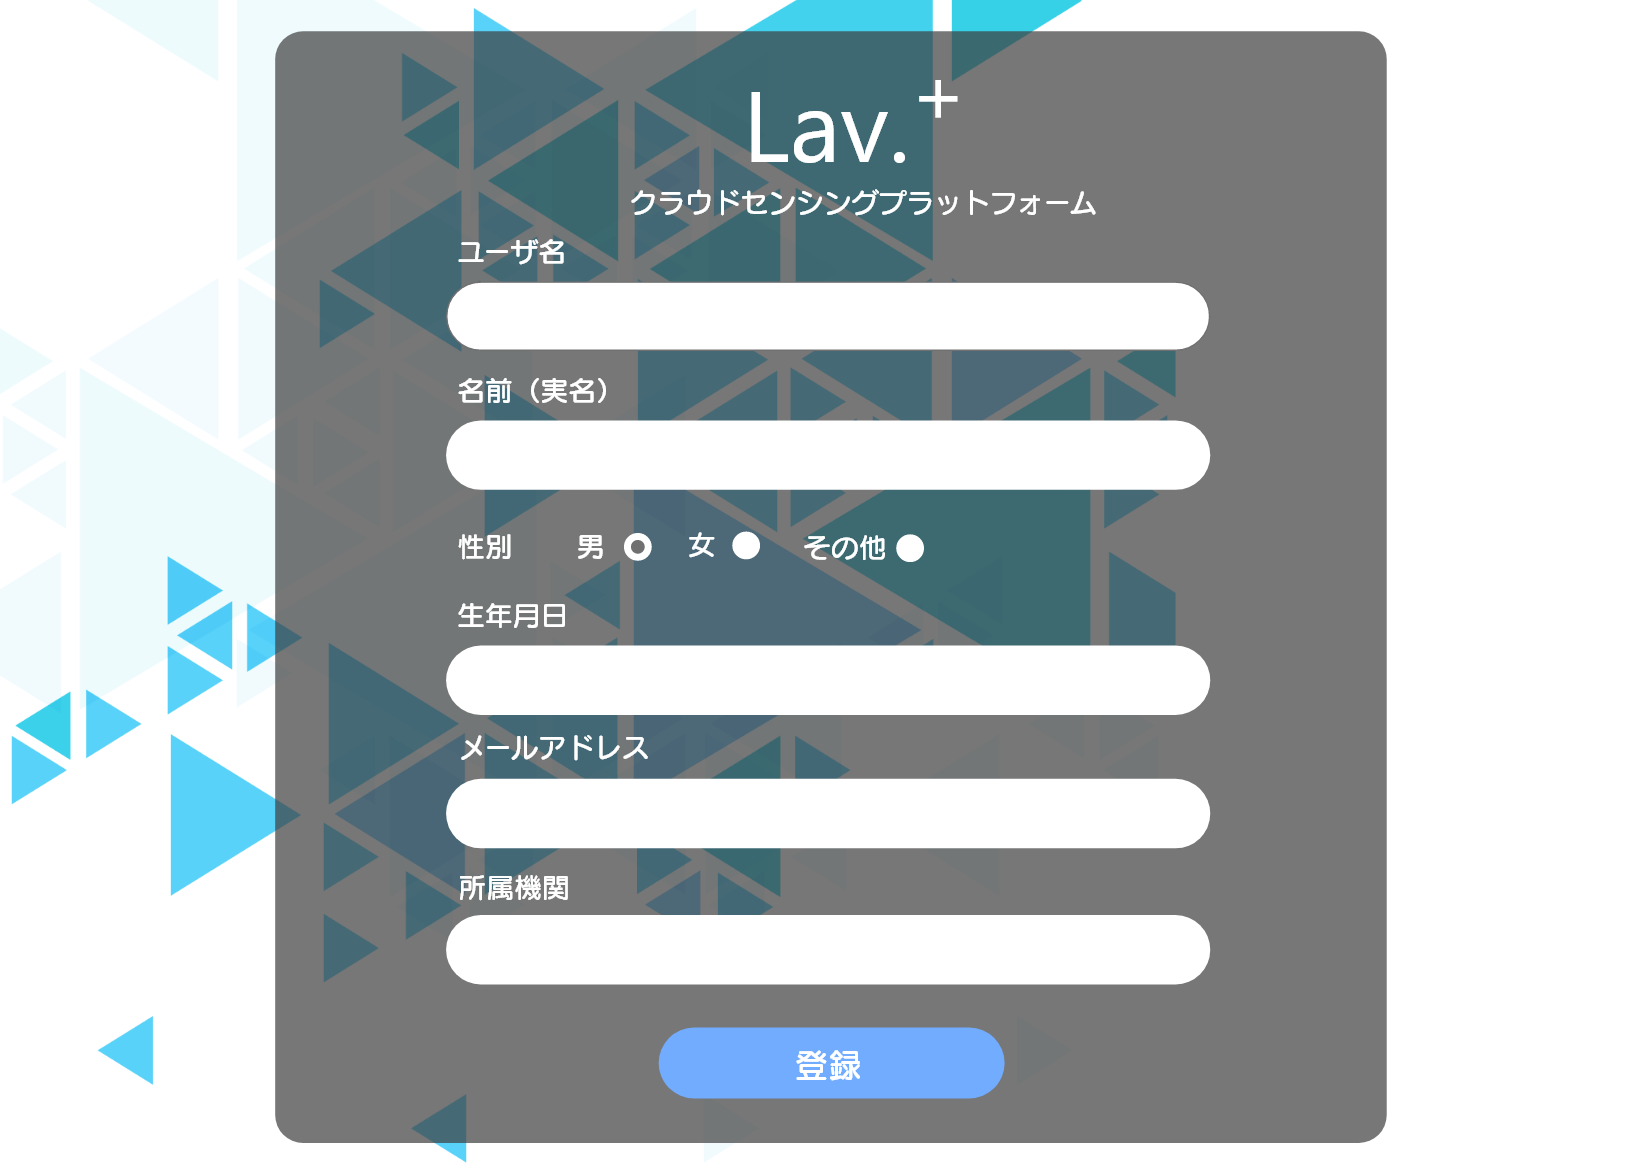 Lav.+
クラウドセンシングプラットフォーム
ユーザ名
名前（実名）
性別 男 女 その他
生年月日
メールアドレス
所属機関
登録